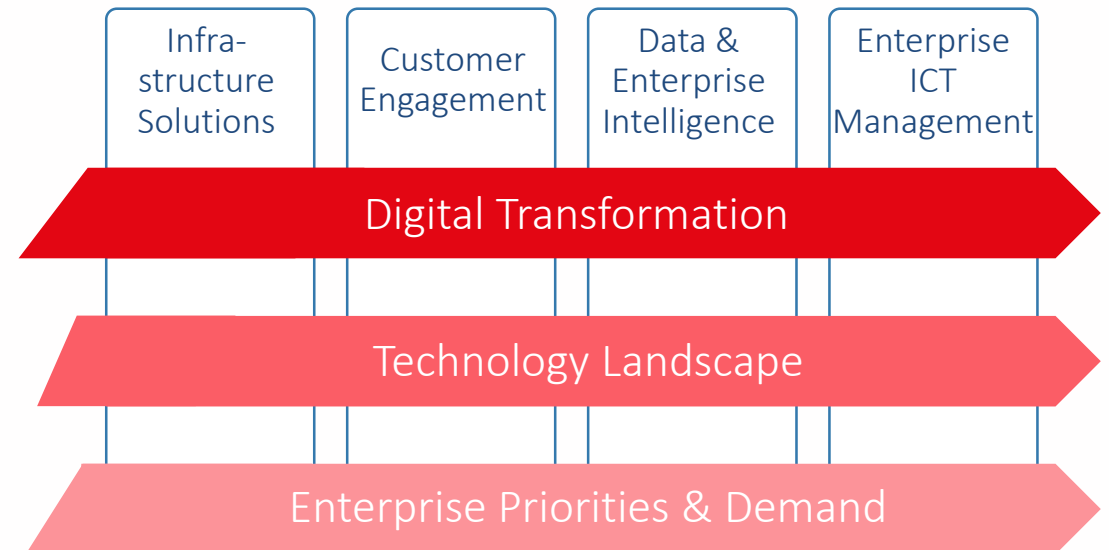 Infra-
structure
Solutions
Customer
Engagement
Data &
Enterprise
Intelligence
Enterprise
ICT
Management
Digital Transformation
Technology Landscape
Enterprise Priorities & Demand